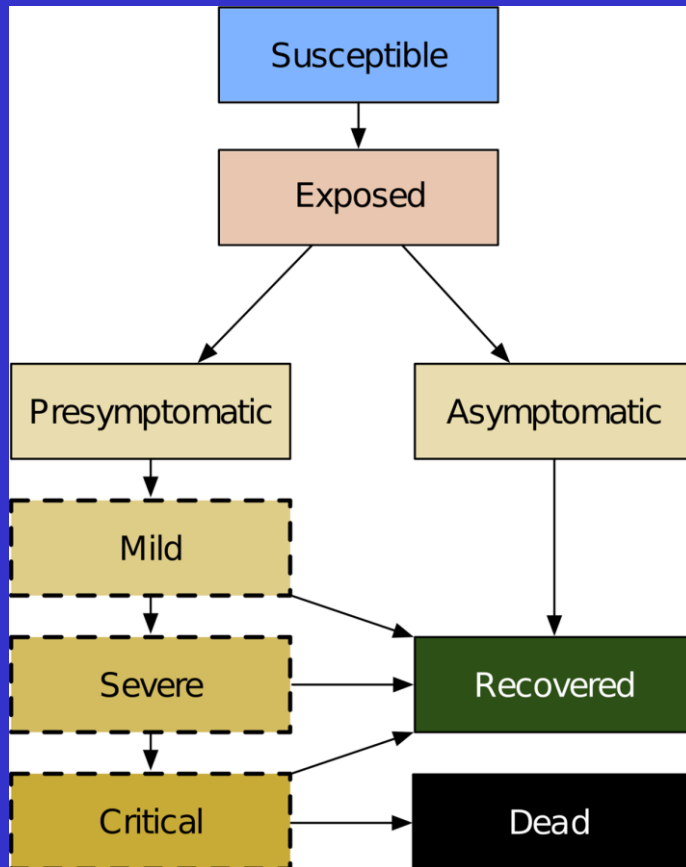 Susceptible
Exposed
Presymptomatic
Asymptomatic
Mild
Severe
Recovered
Critical
Dead